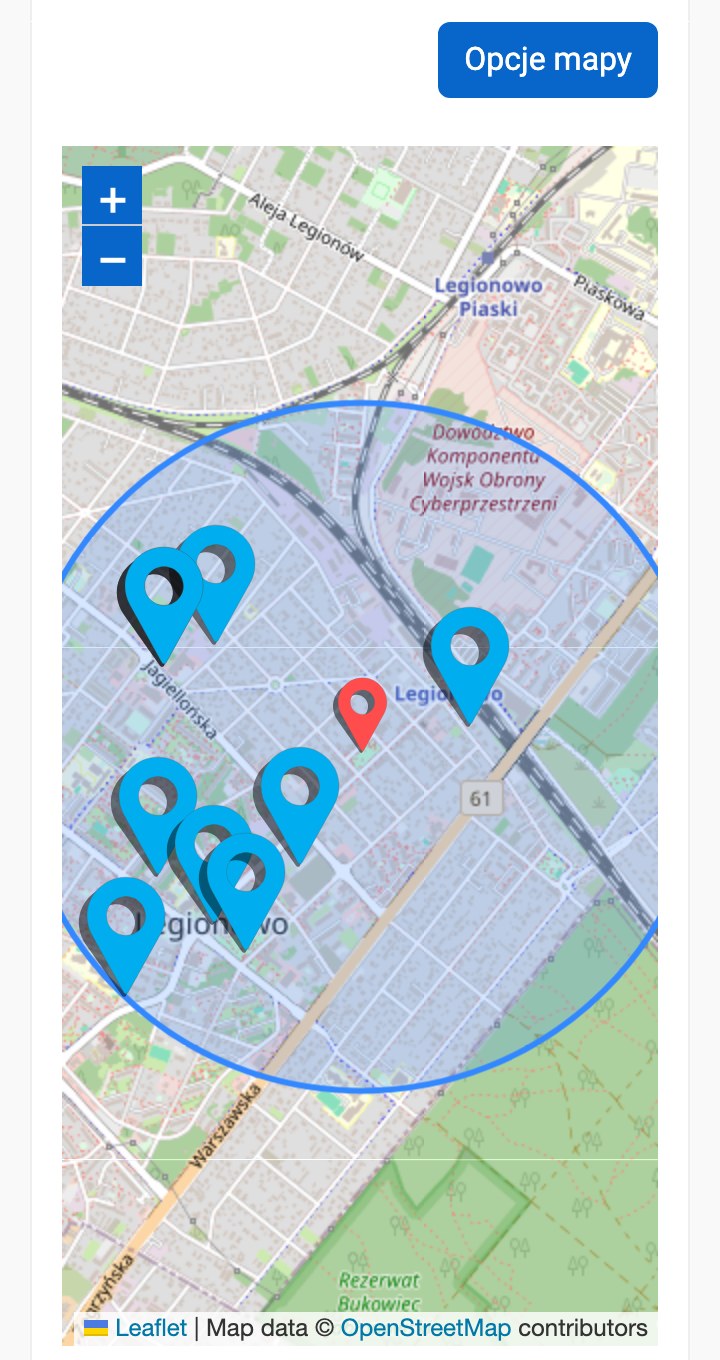 Opcje mapy
+
−
Aleja Legionów
Legionowo
Piaski
Piaskowa
Dowództwo
Komponentu
Wojsk Obrony
Cyberprzestrzeni
Jagiellońska
61
Warszawska
Rezerwat
Bukowiec
Leaflet | Map data © OpenStreetMap contributors